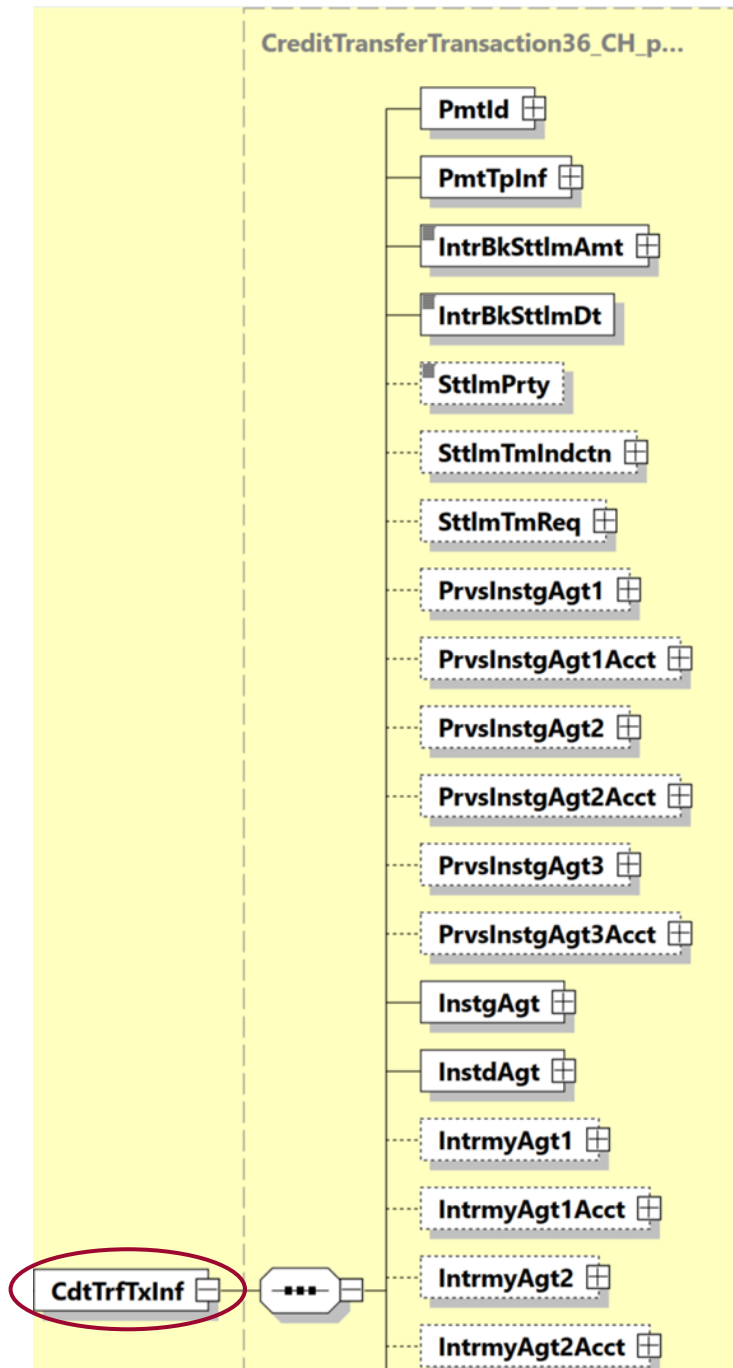 CreditTransferTransaction36_CH_p...
PmtId
PmtTpInf
IntrBkSttlmAmt
IntrBkSttlmDt
SttlmPrty
SttlmTmIndctn
SttlmTmReq
PrvsInstgAgt1
PrvsInstgAgt1Acct
PrvsInstgAgt2
PrvsInstgAgt2Acct
PrvsInstgAgt3
PrvsInstgAgt3Acct
InstgAgt
InstdAgt
IntrmyAgt1
IntrmyAgt1Acct
CdtTrfTxInf
IntrmyAgt2
IntrmyAgt2Acct